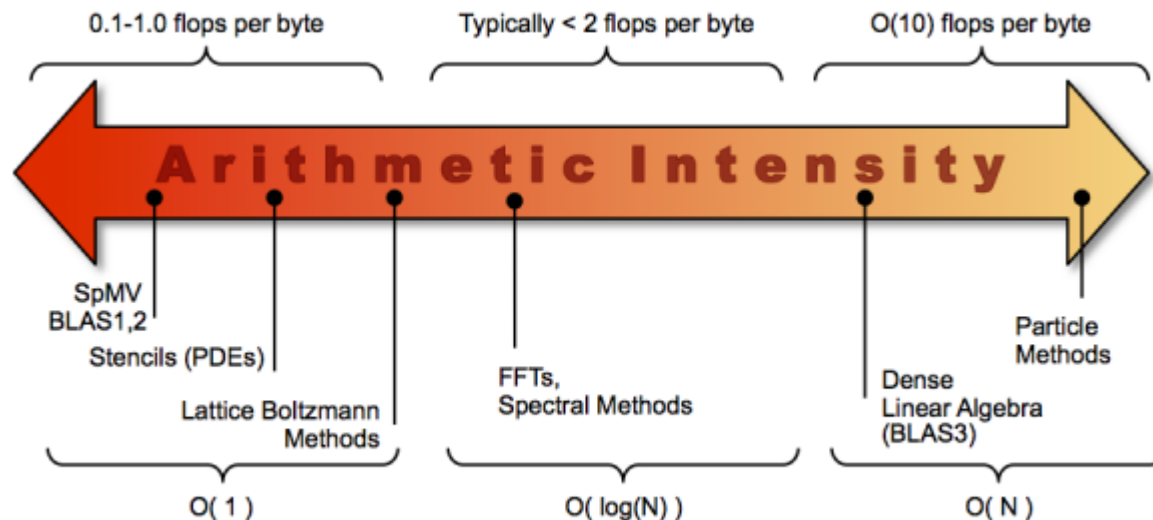 0.1-1.0 flops per byte
Typically < 2 flops per byte
O(10) flops per byte
Arithmetic Intensity
SpMV
BLAS1,2
Stencils (PDEs)
Lattice Boltzmann
Methods
FFTs,
Spectral Methods
Dense
Linear Algebra
(BLAS3)
Particle
Methods
O( 1 )
O( log(N) )
O( N )